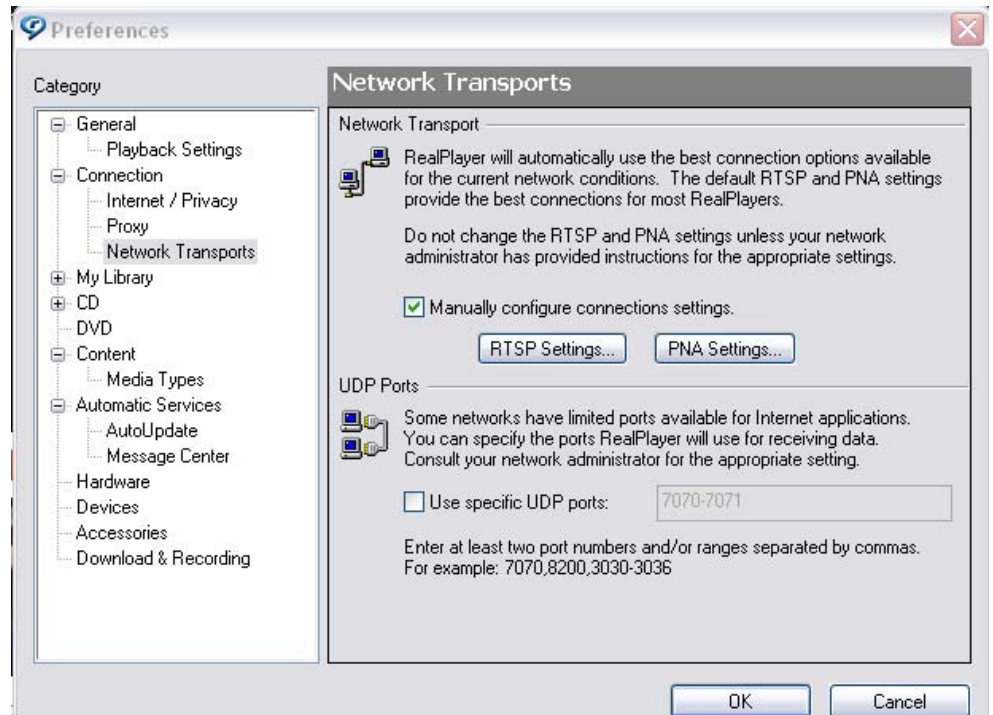 Preferences
Category
General
Playback Settings
Connection
Internet / Privacy
Proxy
Network Transports
My Library
CD
DVD
Content
Media Types
Automatic Services
AutoUpdate
Message Center
Hardware
Devices
Accessories
Download & Recording
Network Transports
Network Transport
RealPlayer will automatically use the best connection options available
for the current network conditions. The default RTSP and PNA settings
provide the best connections for most RealPlayers.
Do not change the RTSP and PNA settings unless your network
administrator has provided instructions for the appropriate settings.
Manually configure connections settings.
RTSP Settings... PNA Settings...
UDP Ports
Some networks have limited ports available for Internet applications.
You can specify the ports RealPlayer will use for receiving data.
Consult your network administrator for the appropriate setting.
Use specific UDP ports: 7070-7071
Enter at least two port numbers and/or ranges separated by commas.
For example: 7070,8200,3030-3036
OK Cancel